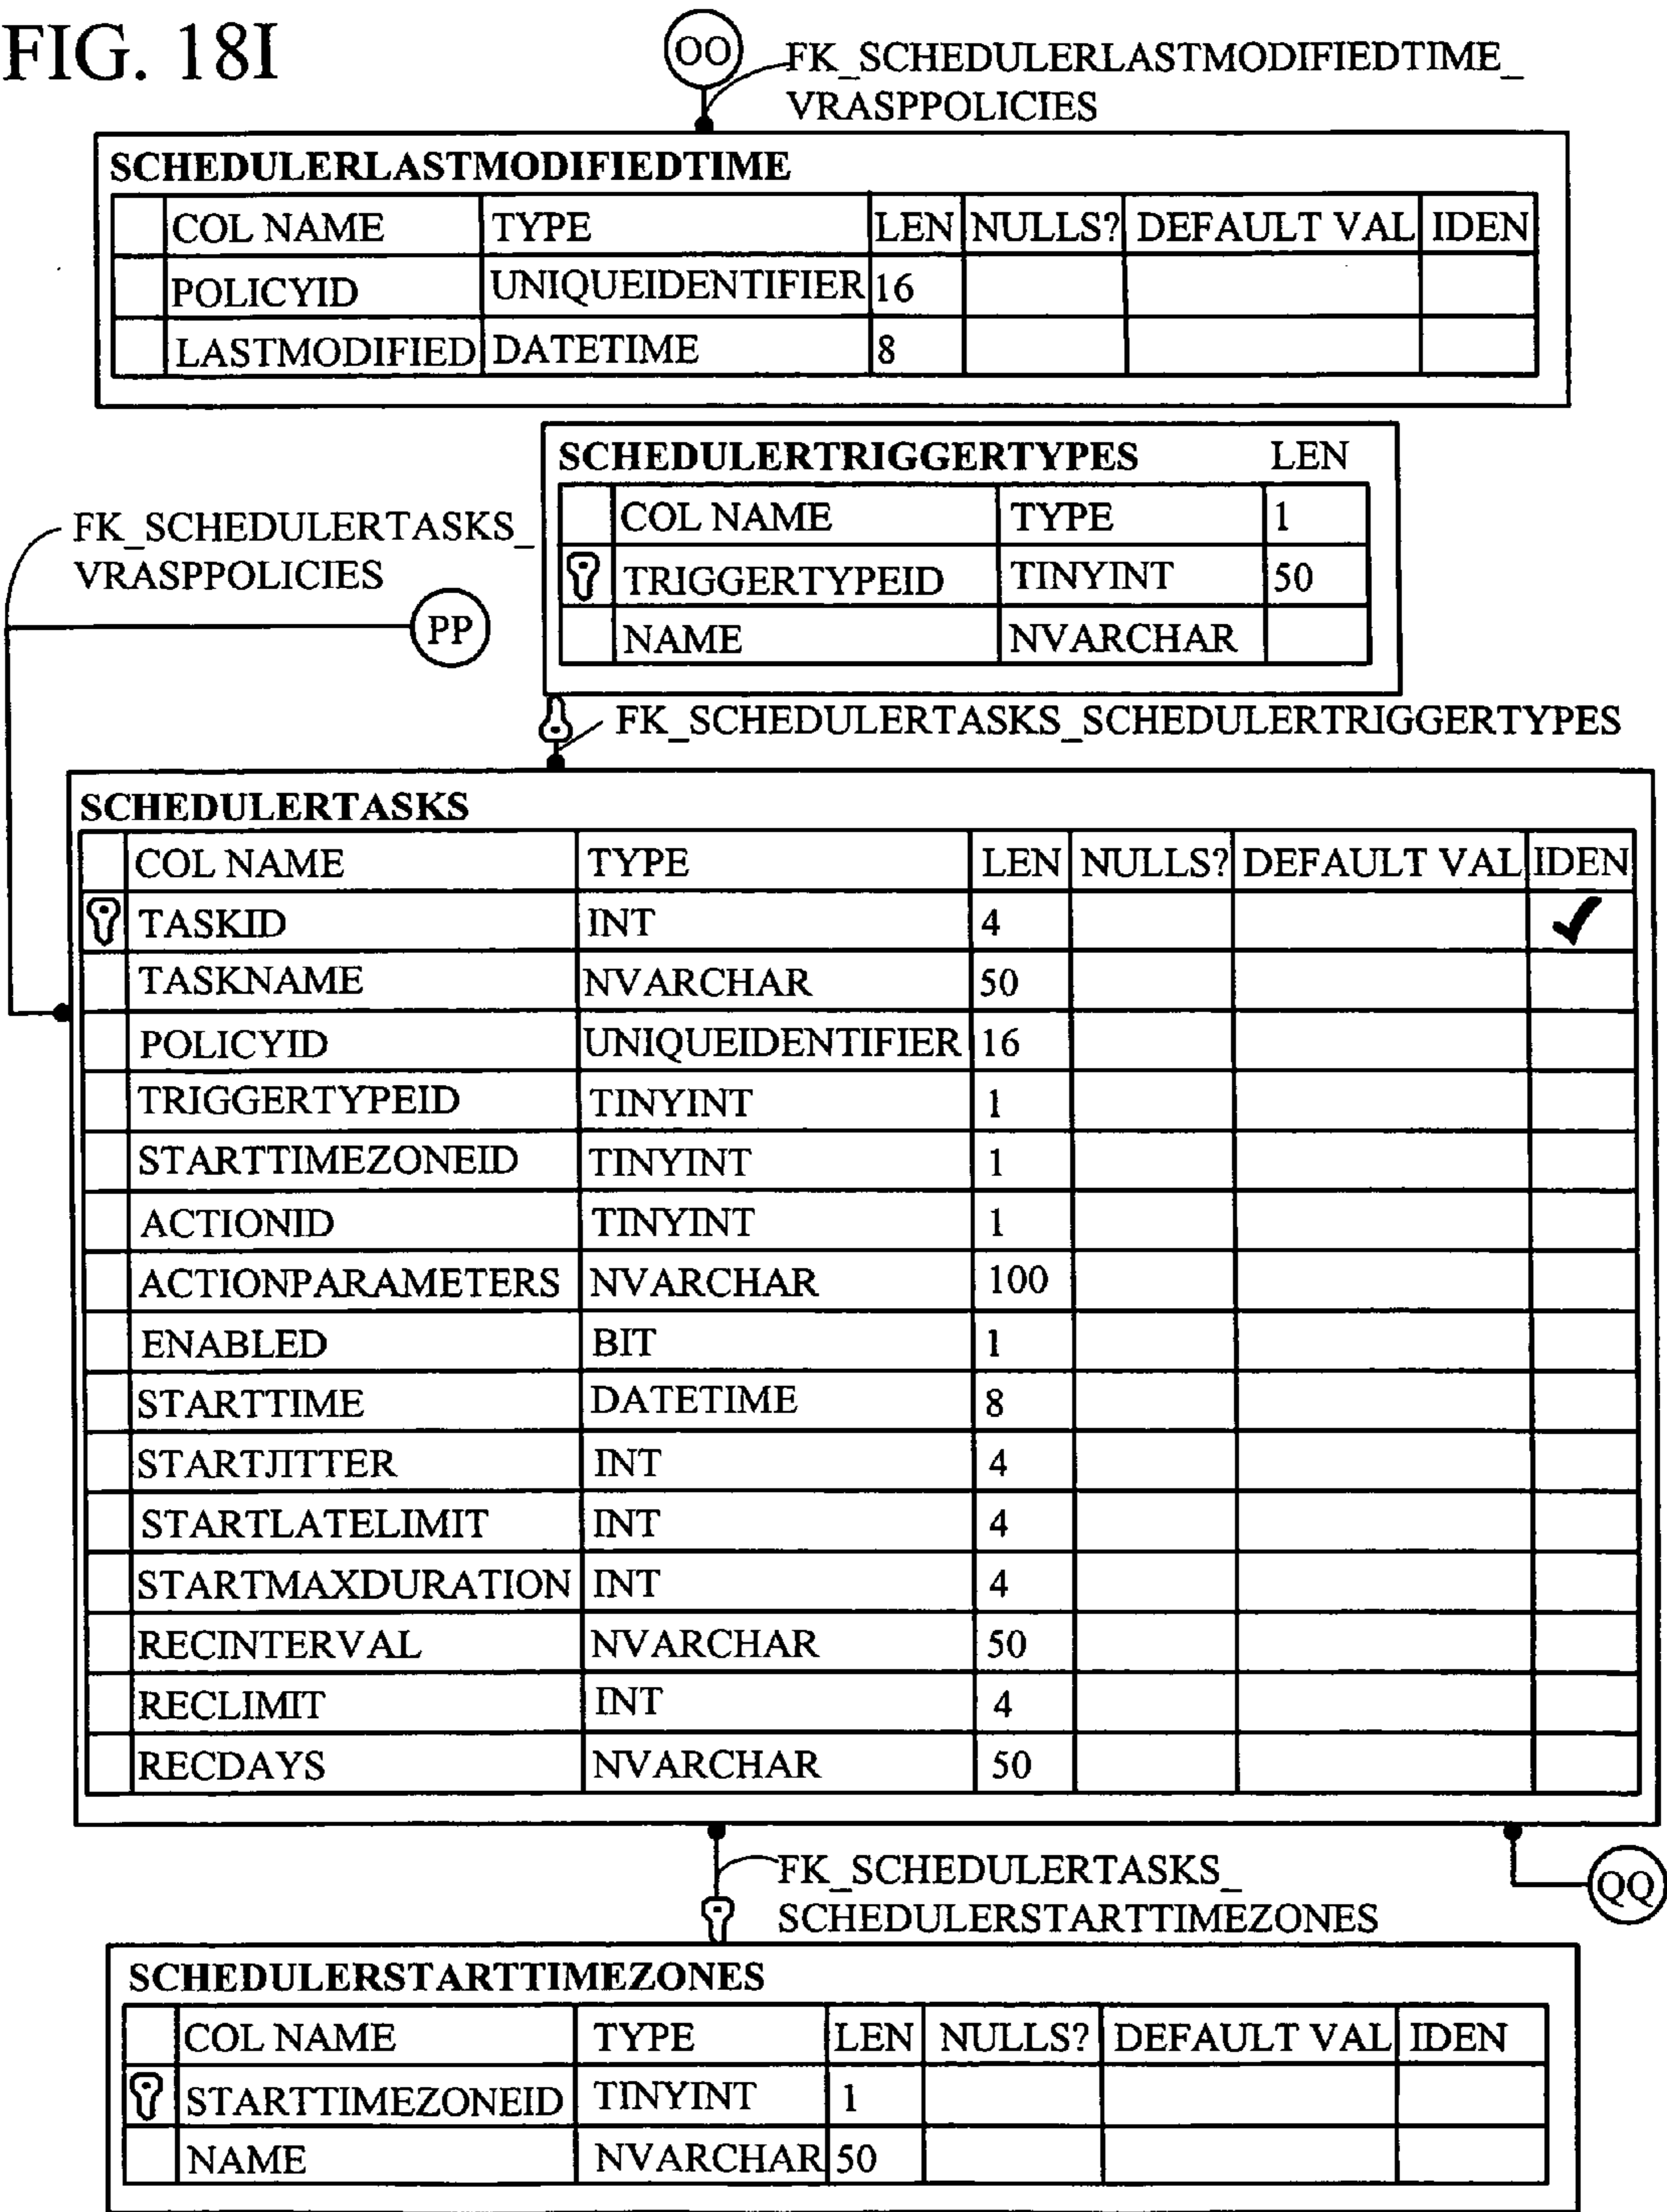 FIG. 18I
OO
FK_SCHEDULERLASTMODIFIEDTIME_
VRASPPOLICIES
SCHEDULERLASTMODIFIEDTIME
COL NAME TYPE LEN NULLS? DEFAULT VAL IDEN
POLICYID UNIQUEIDENTIFIER 16
LASTMODIFIED DATETIME 8
SCHEDULERTRIGGERTYPES LEN
COL NAME TYPE 1
TRIGGERTYPEID TINYINT 50
NAME NVARCHAR
FK_SCHEDULERTASKS_
VRASPPOLICIES
PP
FK_SCHEDULERTASKS_SCHEDULERTRIGGERTYPES
SCHEDULERTASKS
COL NAME TYPE LEN NULLS? DEFAULT VAL IDEN
TASKID INT 4 ✓
TASKNAME NVARCHAR 50
POLICYID UNIQUEIDENTIFIER 16
TRIGGERTYPEID TINYINT 1
STARTTIMEZONEID TINYINT 1
ACTIONID TINYINT 1
ACTIONPARAMETERS NVARCHAR 100
ENABLED BIT 1
STARTTIME DATETIME 8
STARTJITTER INT 4
STARTLATELIMIT INT 4
STARTMAXDURATION INT 4
RECINTERVAL NVARCHAR 50
RECLIMIT INT 4
RECDAYS NVARCHAR 50
FK_SCHEDULERTASKS_
SCHEDULERSTARTTIMEZONES
QQ
SCHEDULERSTARTTIMEZONES
COL NAME TYPE LEN NULLS? DEFAULT VAL IDEN
STARTTIMEZONEID TINYINT 1
NAME NVARCHAR 50